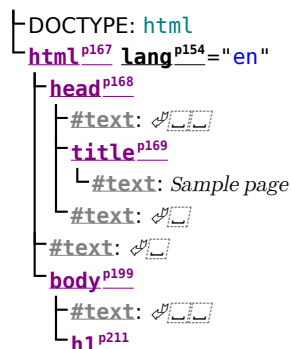 DOCTYPE: html
html p167 lang p154="en"
head p168
#text: ⏎␣␣
title p169
#text: Sample page
#text: ⏎␣
#text: ⏎␣
body p199
#text: ⏎␣␣
h1 p211